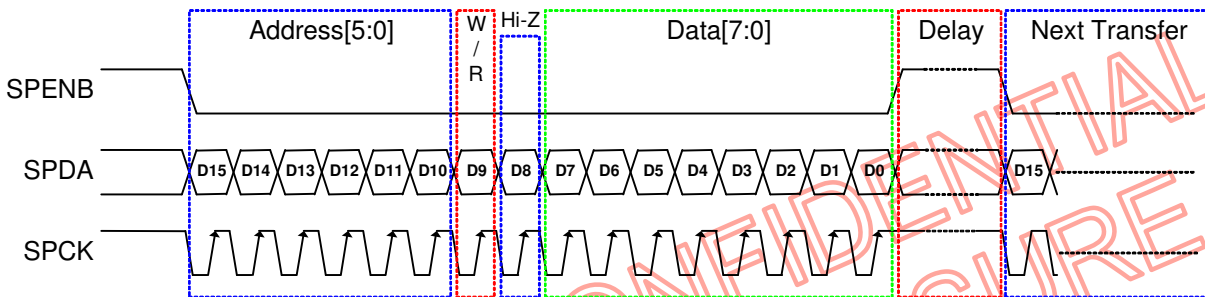 Address[5:0]
W
/
R
Hi-Z
Data[7:0]
Delay
Next Transfer
SPENB
SPDA
D15
D14
D13
D12
D11
D10
D9
D8
D7
D6
D5
D4
D3
D2
D1
D0
D15
SPCK